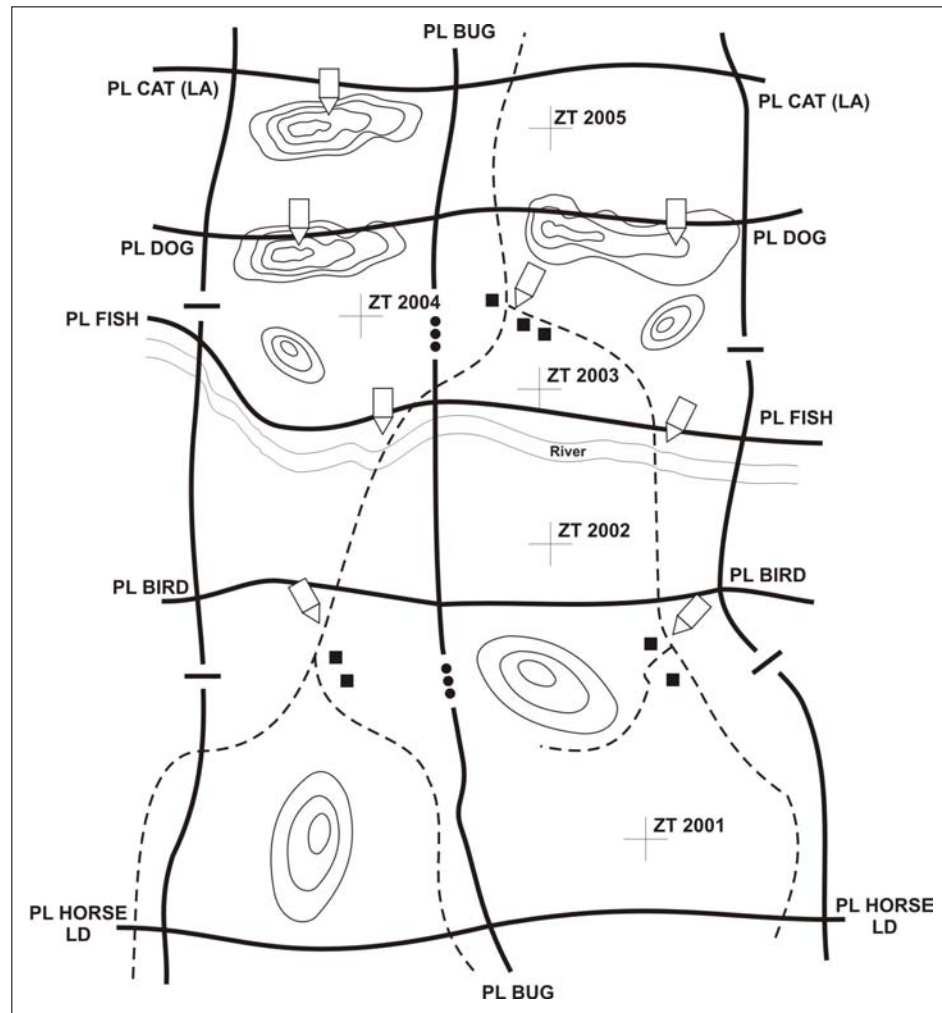 PL BUG
PL CAT (LA)
PL CAT (LA)
ZT 2005
PL DOG
PL DOG
ZT 2004
PL FISH
ZT 2003
PL FISH
River
ZT 2002
PL BIRD
PL BIRD
ZT 2001
PL HORSE
LD
PL HORSE
LD
PL BUG